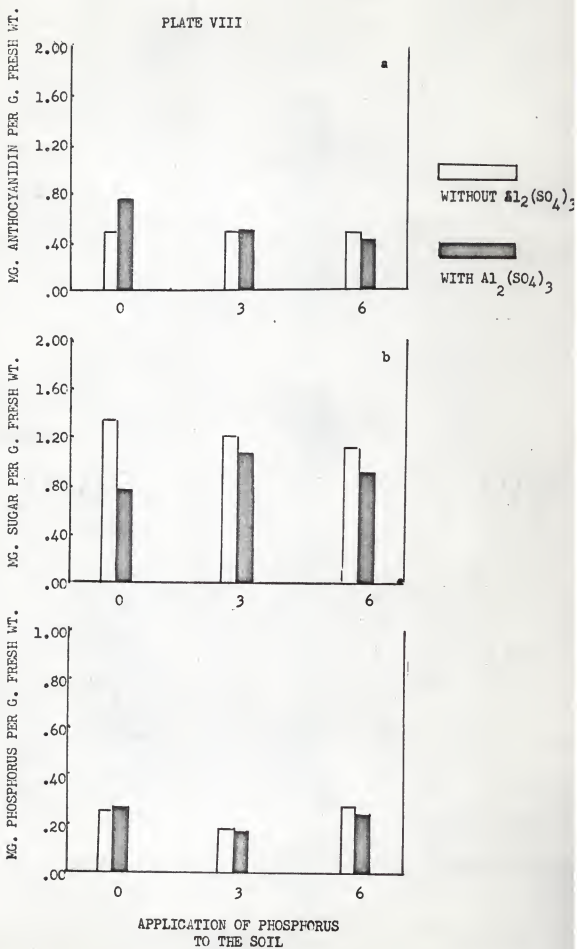 PLATE VIII
MG. ANTHOCYANIDIN PER G. FRESH WT.
2.00
1.60
1.20
.80
.40
.00
0 3 6
a
WITHOUT Al2(SO4)3
WITH Al2(SO4)3
MG. SUGAR PER G. FRESH WT.
2.00
1.60
1.20
.80
.40
.00
0 3 6
b
MG. PHOSPHORUS PER G. FRESH WT.
1.00
.80
.60
.40
.20
.00
0 3 6
APPLICATION OF PHOSPHORUS
TO THE SOIL